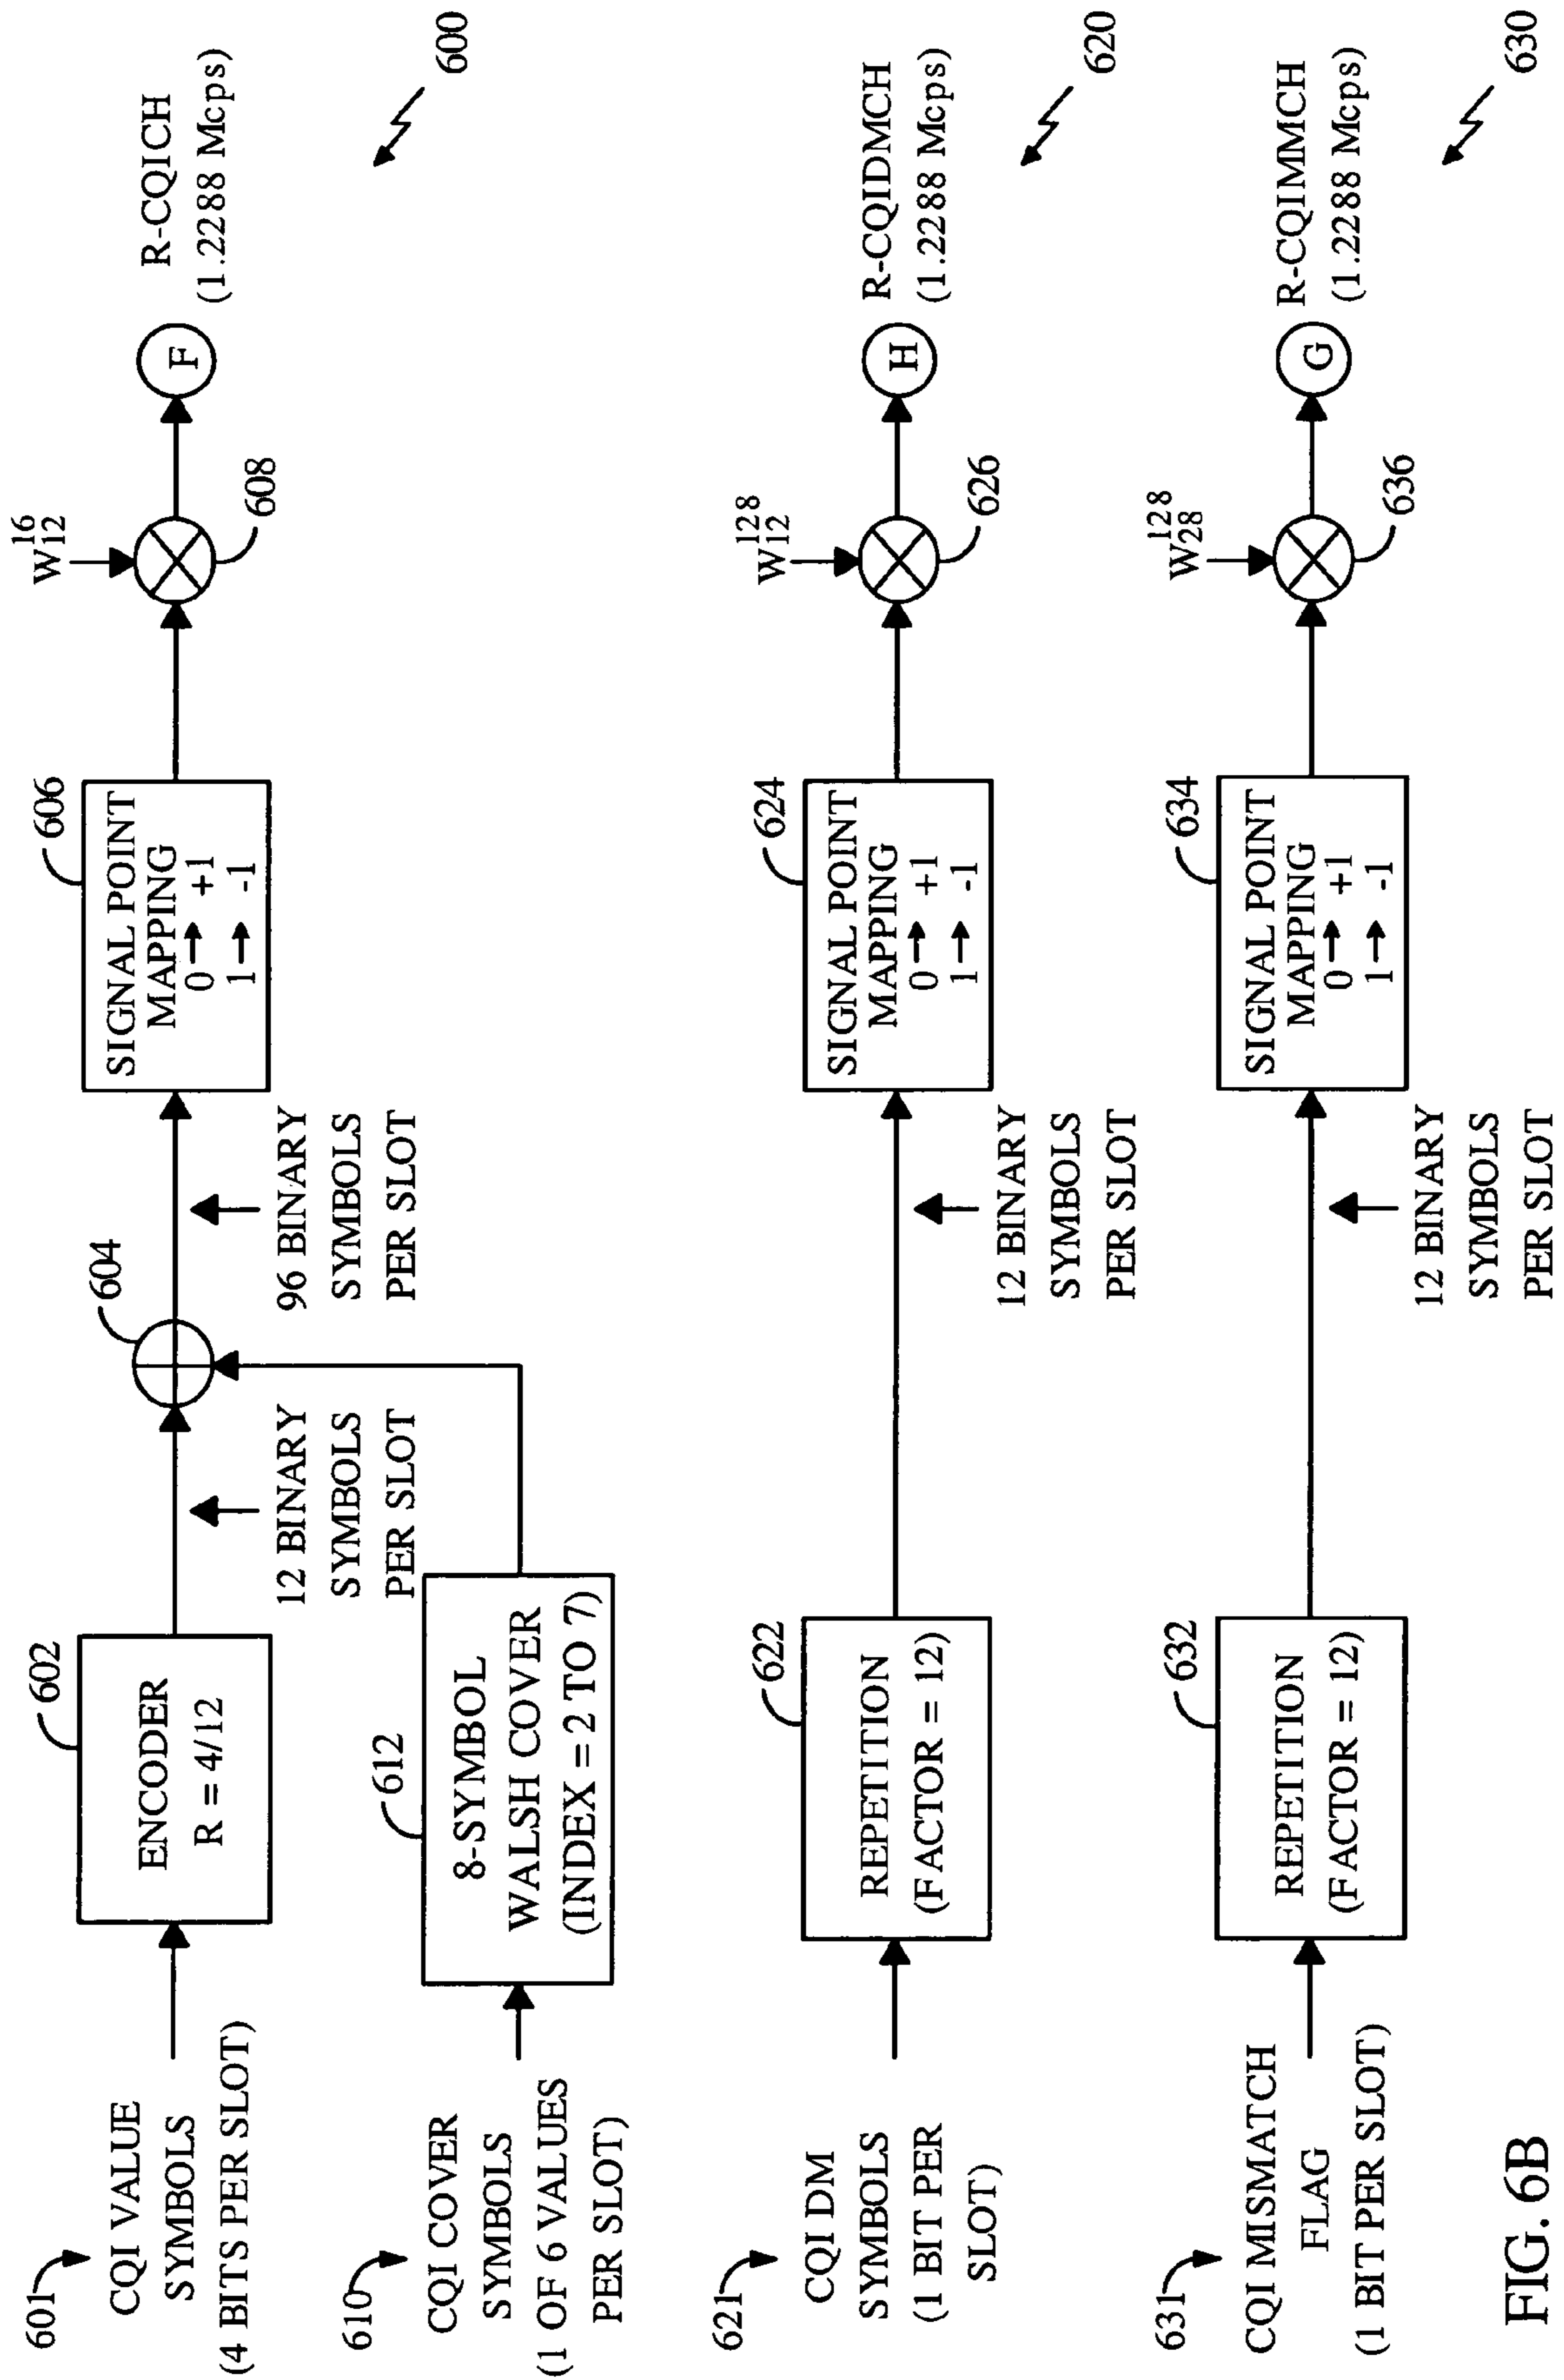 601
CQI VALUE
SYMBOLS
(4 BITS PER SLOT)
602
ENCODER
R = 4/12
12 BINARY
SYMBOLS
PER SLOT
604
96 BINARY
SYMBOLS
PER SLOT
606
SIGNAL POINT
MAPPING
0 → +1
1 → -1
W_12^16
608
F
R-CQICH
(1.2288 Mcps)
600
610
CQI COVER
SYMBOLS
(1 OF 6 VALUES
PER SLOT)
612
8-SYMBOL
WALSH COVER
(INDEX = 2 TO 7)
621
CQI DM
SYMBOLS
(1 BIT PER
SLOT)
622
REPETITION
(FACTOR = 12)
12 BINARY
SYMBOLS
PER SLOT
624
SIGNAL POINT
MAPPING
0 → +1
1 → -1
W_12^128
626
H
R-CQIDMCH
(1.2288 Mcps)
620
631
CQI MISMATCH
FLAG
(1 BIT PER SLOT)
632
REPETITION
(FACTOR = 12)
12 BINARY
SYMBOLS
PER SLOT
634
SIGNAL POINT
MAPPING
0 → +1
1 → -1
W_28^128
636
G
R-CQIMMCH
(1.2288 Mcps)
630
FIG. 6B